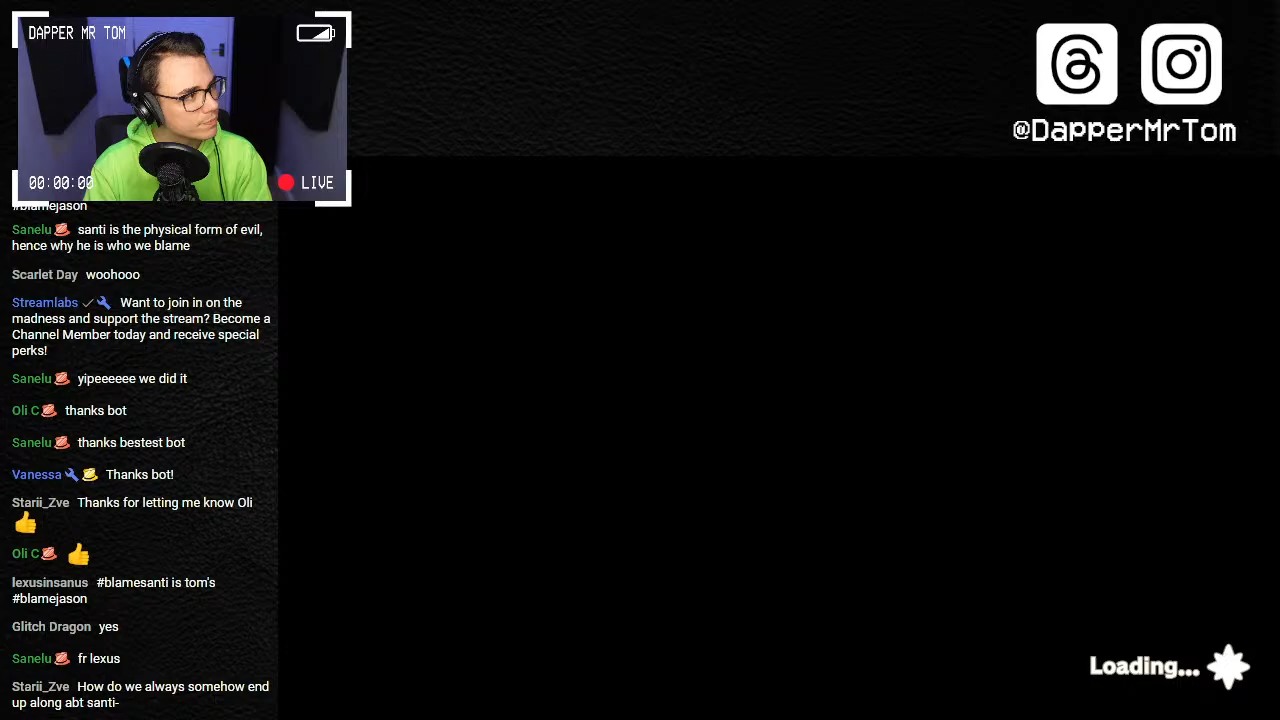 DAPPER MR TOM
00:00:00
LIVE
@DapperMrTom
#blamejason
Sanelu santi is the physical form of evil,
hence why he is who we blame
Scarlet Day woohooo
Streamlabs Want to join in on the
madness and support the stream? Become a
Channel Member today and receive special
perks!
Sanelu yipeeeeee we did it
Oli C thanks bot
Sanelu thanks bestest bot
Vanessa Thanks bot!
Starii_Zve Thanks for letting me know Oli
👍
Oli C 👍
lexusinsanus #blamesanti is tom's
#blamejason
Glitch Dragon yes
Sanelu fr lexus
Starii_Zve How do we always somehow end
up along abt santi-
Loading...